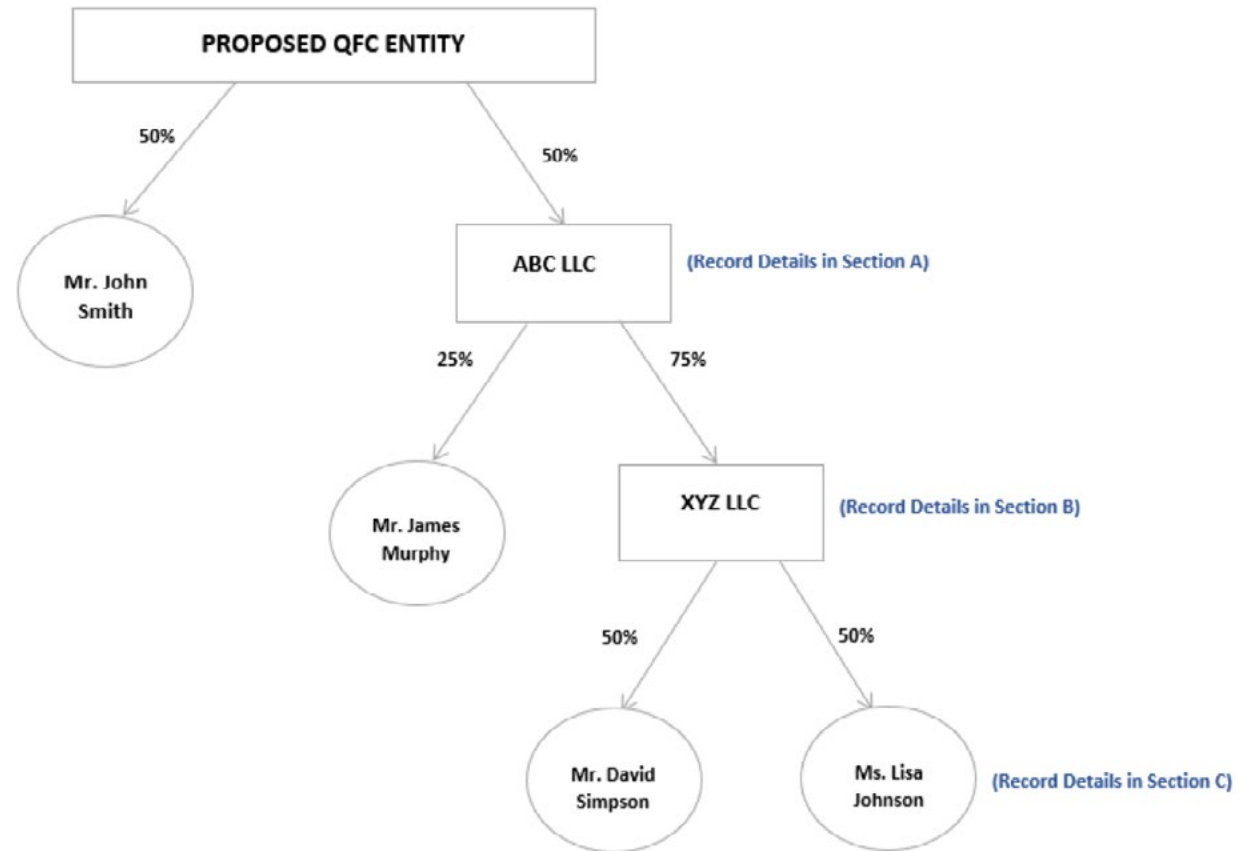 PROPOSED QFC ENTITY
50%
50%
Mr. John
Smith
ABC LLC
(Record Details in Section A)
25%
75%
Mr. James
Murphy
XYZ LLC
(Record Details in Section B)
50%
50%
Mr. David
Simpson
Ms. Lisa
Johnson
(Record Details in Section C)